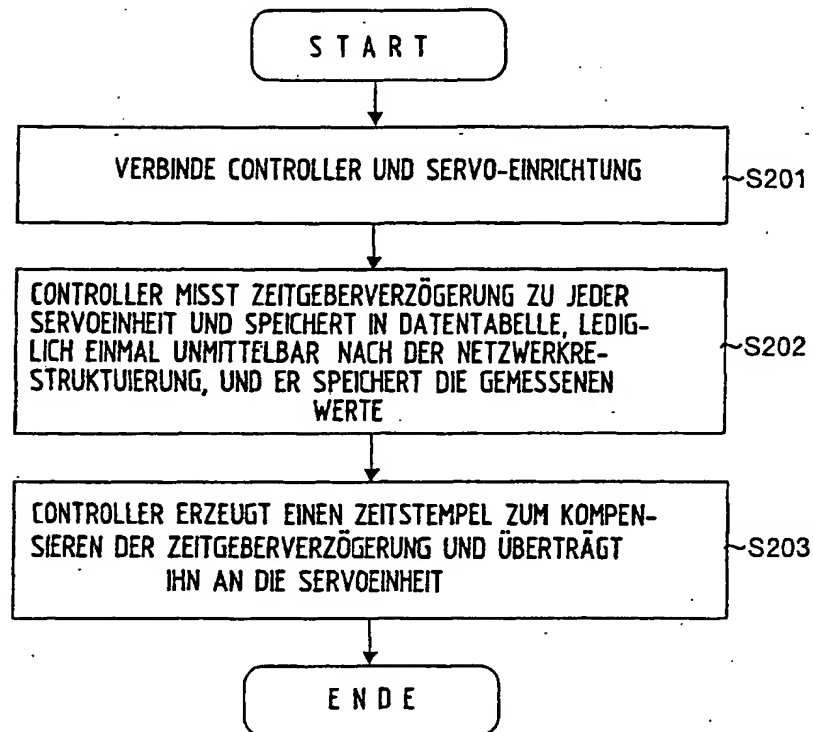 START
VERBINDE CONTROLLER UND SERVO-EINRICHTUNG
~S201
CONTROLLER MISST ZEITGEBERVERZÖGERUNG ZU JEDER
SERVOEINHEIT UND SPEICHERT IN DATENTABELLE, LEDIG-
LICH EINMAL UNMITTELBAR NACH DER NETZWERKRE-
STRUKTUIERUNG, UND ER SPEICHERT DIE GEMESSENEN
WERTE
~S202
CONTROLLER ERZEUGT EINEN ZEITSTEMPEL ZUM KOMPEN-
SIEREN DER ZEITGEBERVERZÖGERUNG UND ÜBERTRÄGT
IHN AN DIE SERVOEINHEIT
~S203
ENDE